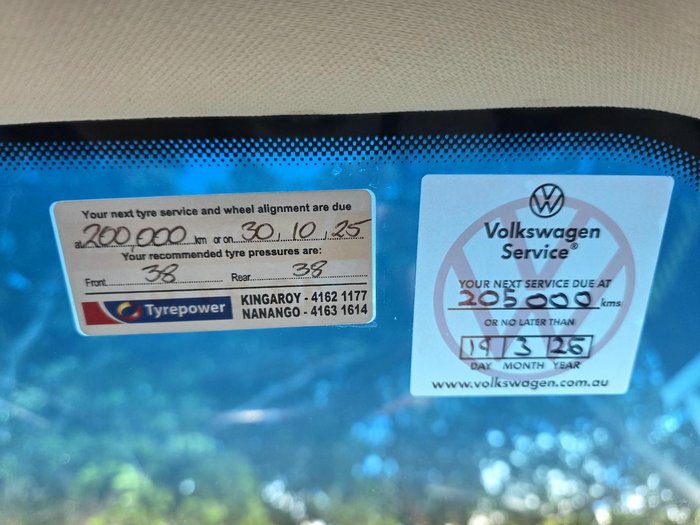 Your next tyre service and wheel alignment are due
at 200,000 km or on 30, 10, 25
Your recommended tyre pressures are:
Front 38 Rear 38
Tyrepower
KINGAROY - 4162 1177
NANANGO - 4163 1614
Volkswagen
Service®
YOUR NEXT SERVICE DUE AT
205000 kms
OR NO LATER THAN
19 3 26
DAY MONTH YEAR
www.volkswagen.com.au